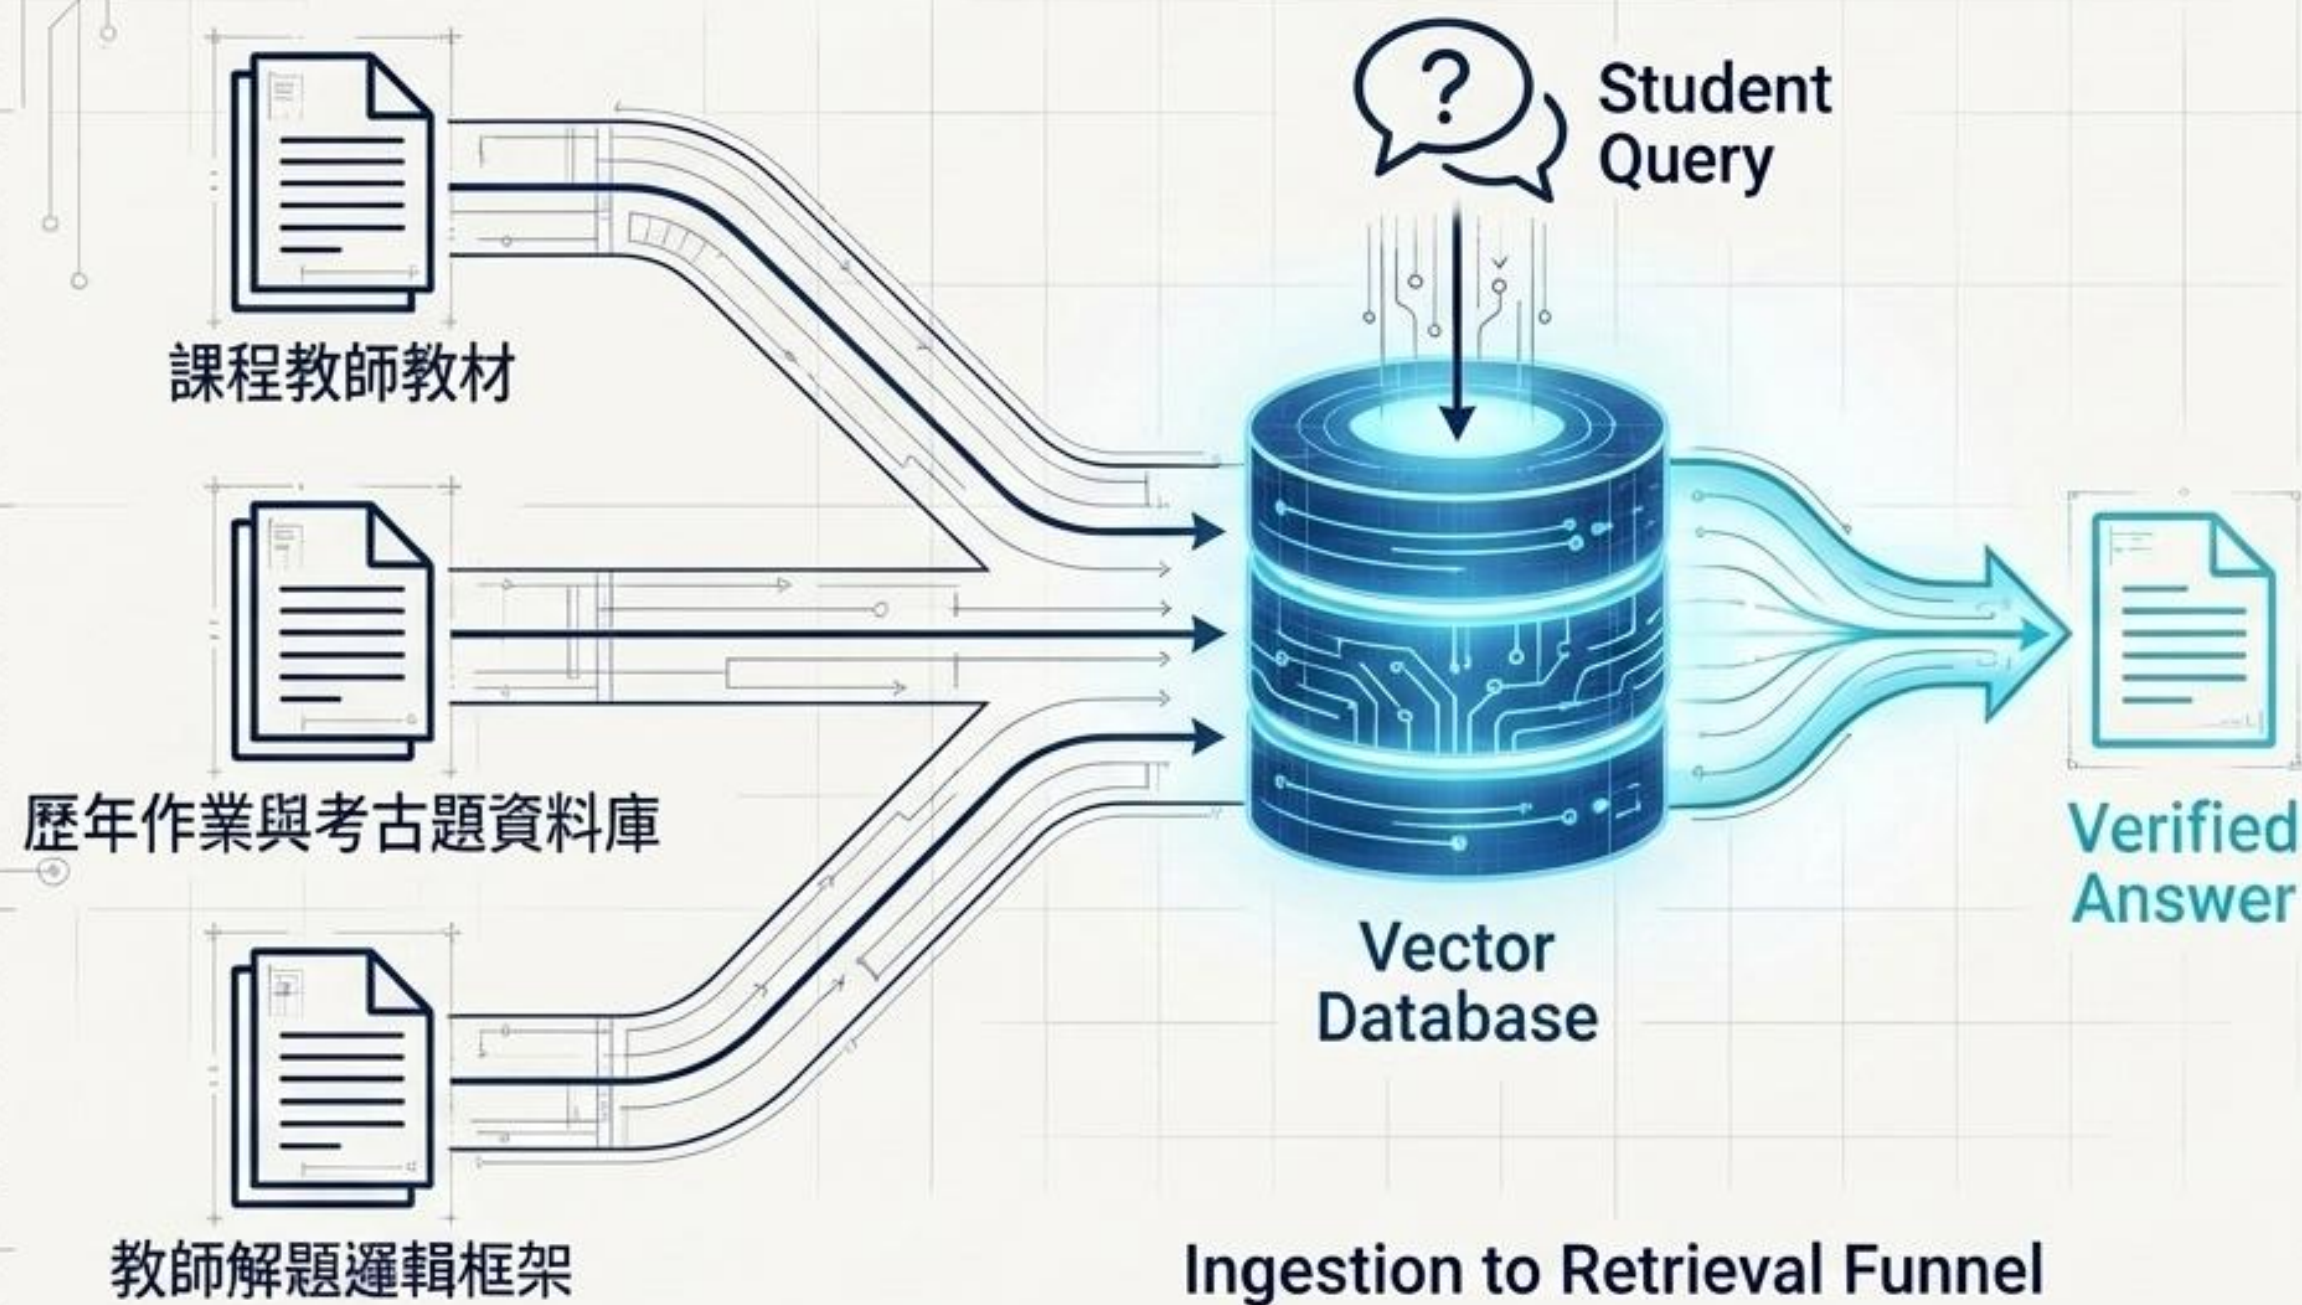 課程教師教材
歷年作業與考古題資料庫
教師解題邏輯框架
Student
Query
Vector
Database
Verified
Answer
Ingestion to Retrieval Funnel